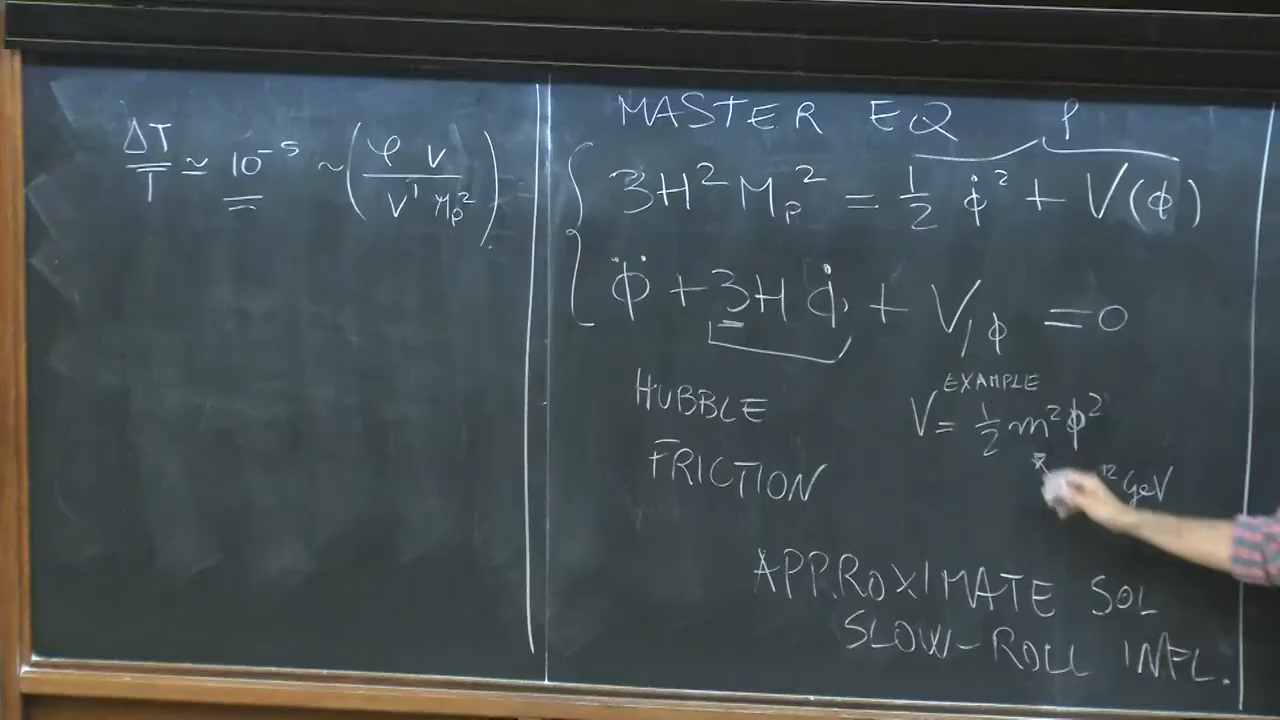 ΔT/T ≃ 10⁻⁵ ~ (φ V / V' Mₚ²)
MASTER EQ ρ
3H²Mₚ² = 1/2 φ̇² + V(φ)
φ̈ + 3Hφ̇ + V,φ = 0
HUBBLE
FRICTION
EXAMPLE
V = 1/2 m²φ²
¹² GeV
APPROXIMATE SOL
SLOW-ROLL INFL.